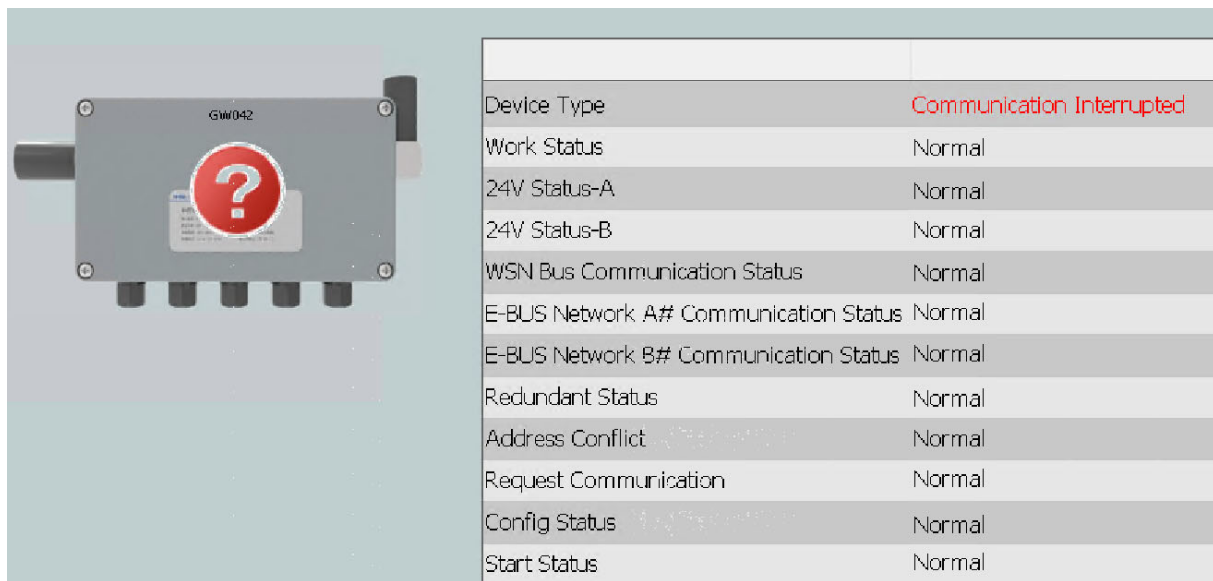 GW042
?
Device Type Communication Interrupted
Work Status Normal
24V Status-A Normal
24V Status-B Normal
WSN Bus Communication Status Normal
E-BUS Network A# Communication Status Normal
E-BUS Network B# Communication Status Normal
Redundant Status Normal
Address Conflict Normal
Request Communication Normal
Config Status Normal
Start Status Normal